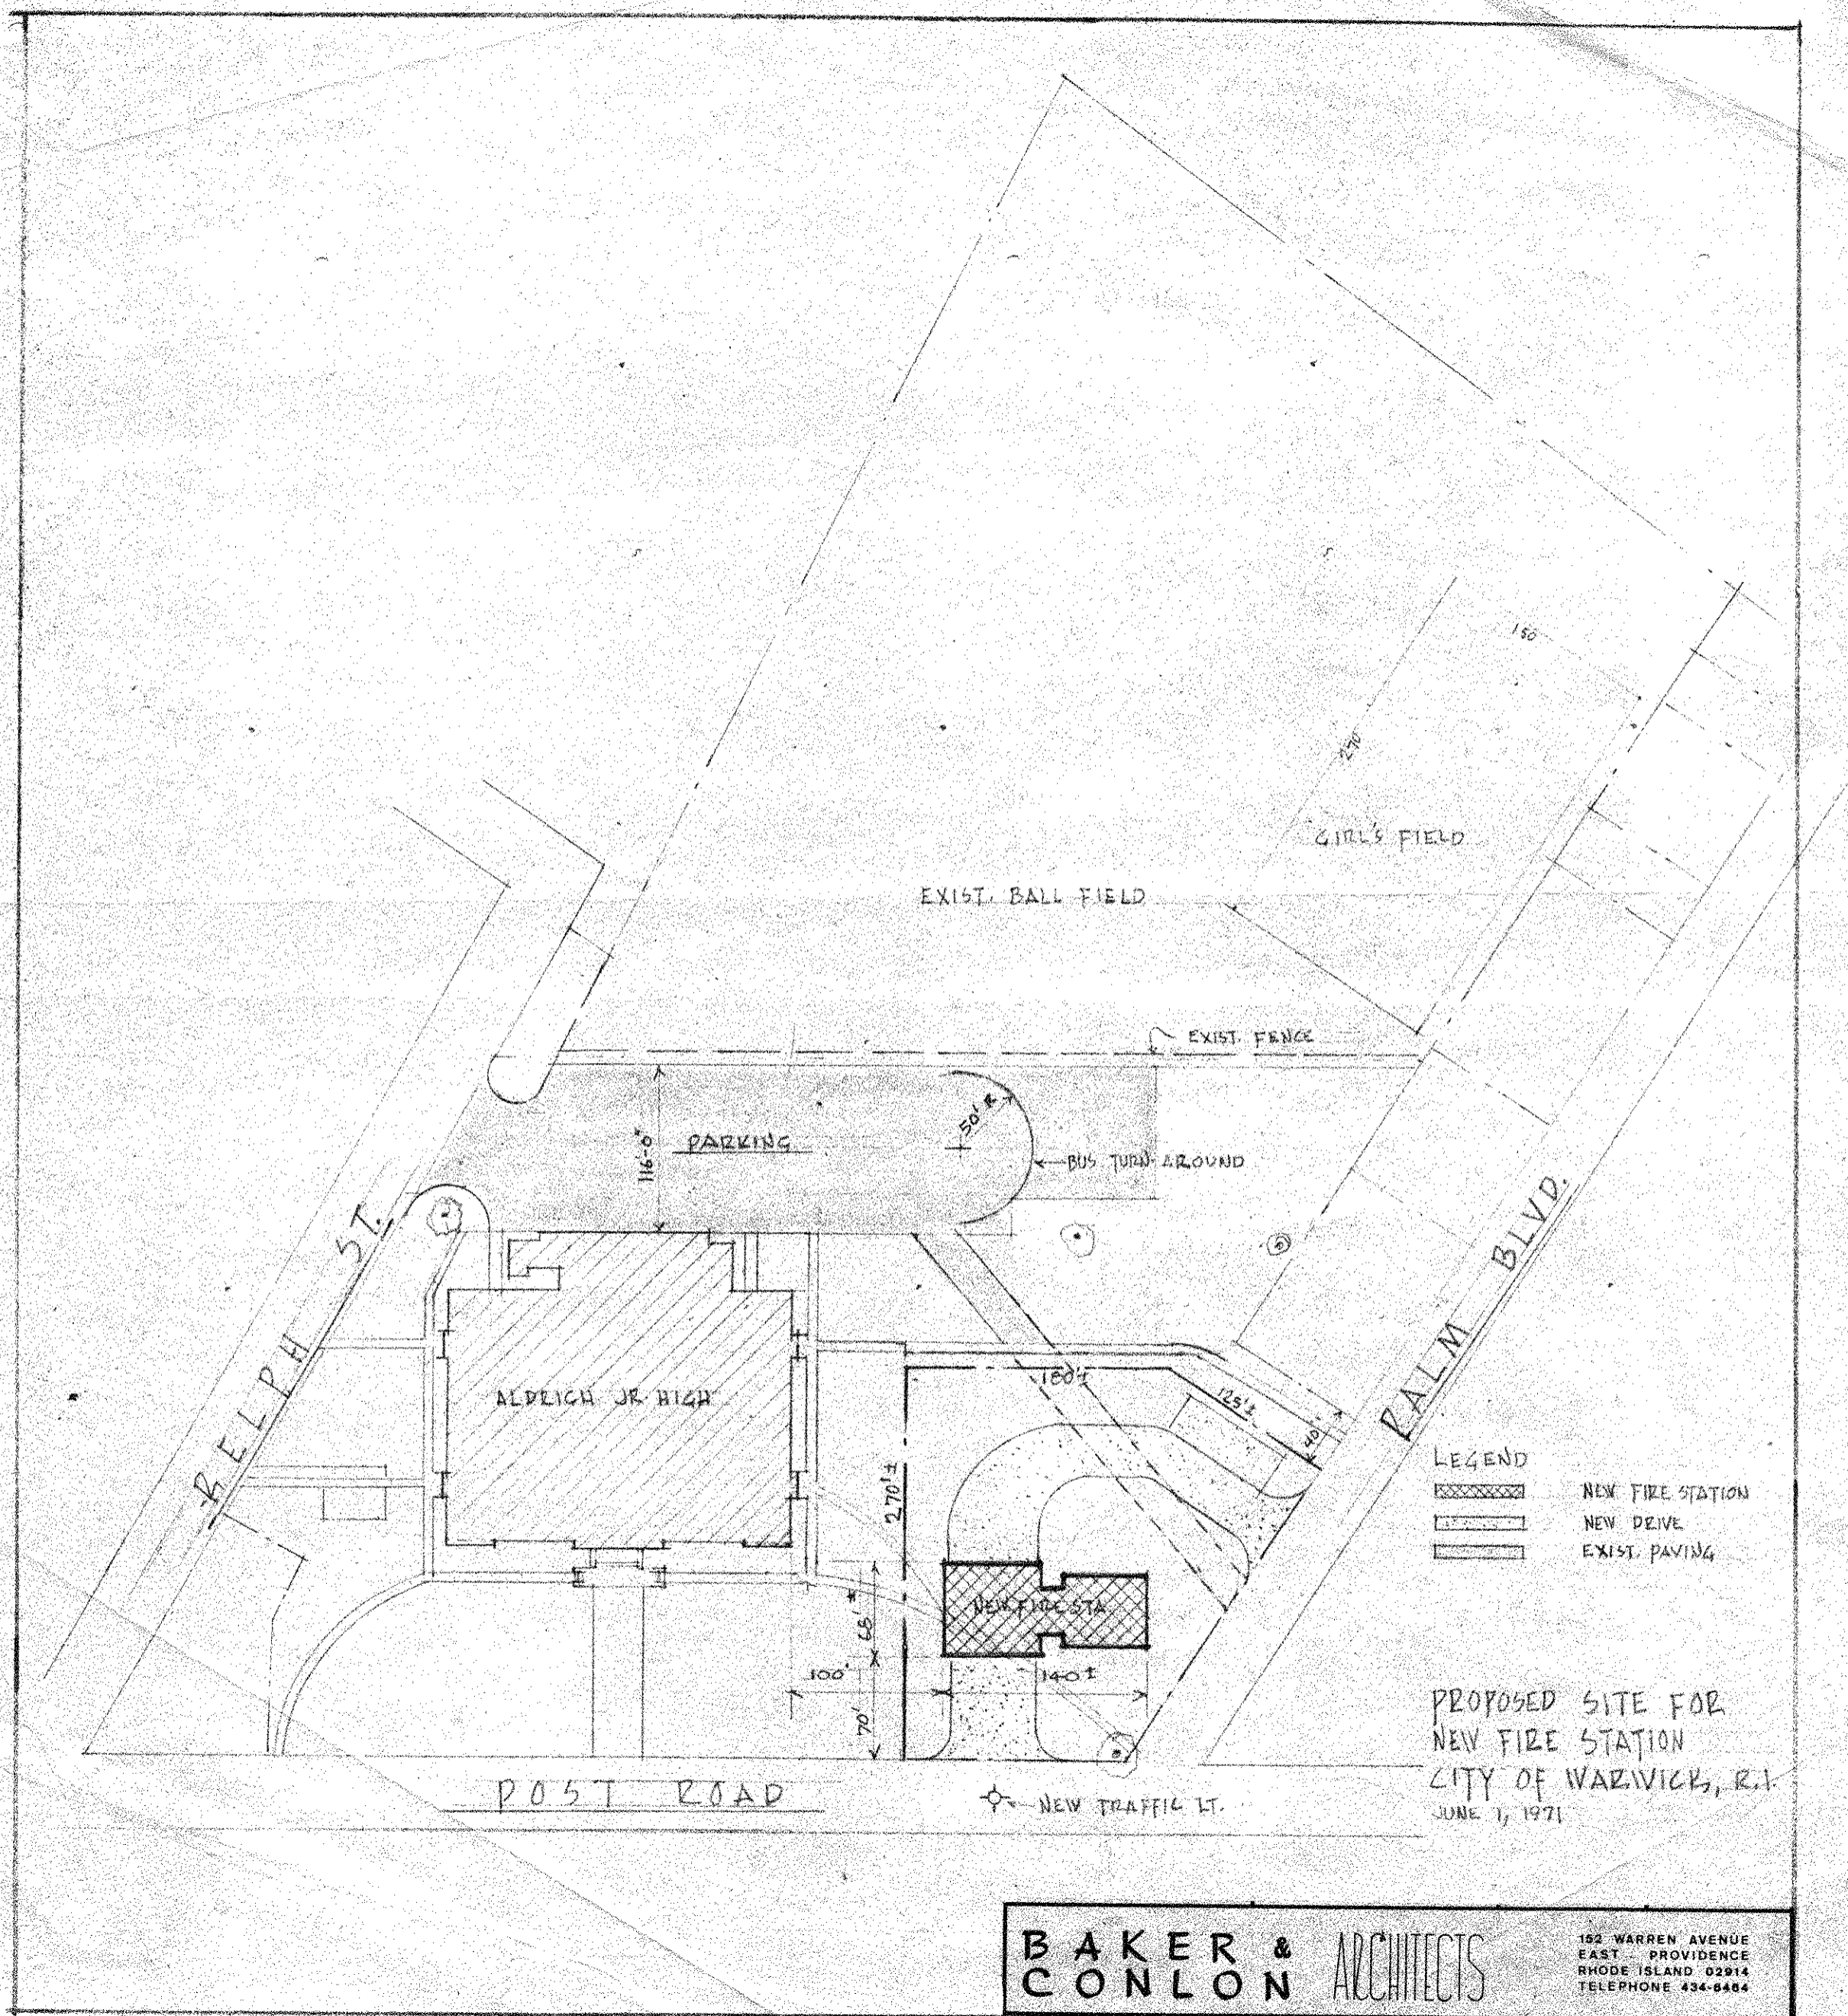 150
270'
GIRL'S FIELD
EXIST. BALL FIELD
EXIST. FENCE
50' R
116'-0"
PARKING
BUS TURN-AROUND
RELPH ST.
RALM BLVD.
ALDRICH JR. HIGH
180'±
125'±
40'
270'±
LEGEND
NEW FIRE STATION
NEW DRIVE
EXIST. PAVING
NEW FIRE STA.
68' *
100'
140'±
70'
POST ROAD
NEW TRAFFIC LT.
PROPOSED SITE FOR
NEW FIRE STATION
CITY OF WARWICK, R.I.
JUNE 1, 1971
BAKER &
CONLON
ARCHITECTS
152 WARREN AVENUE
EAST PROVIDENCE
RHODE ISLAND 02914
TELEPHONE 434-8464